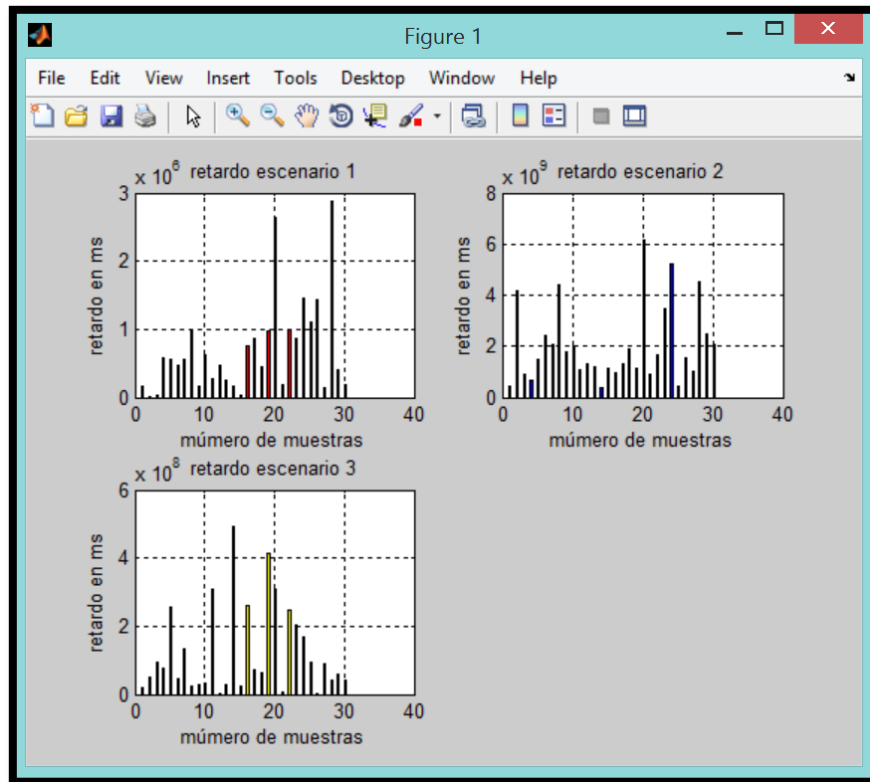 Figure 1
File Edit View Insert Tools Desktop Window Help
x 10^6 retardo escenario 1
3
2
1
0
retardo en ms
0 10 20 30 40
múmero de muestras
x 10^9 retardo escenario 2
8
6
4
2
0
retardo en ms
0 10 20 30 40
múmero de muestras
x 10^8 retardo escenario 3
6
4
2
0
retardo en ms
0 10 20 30 40
múmero de muestras